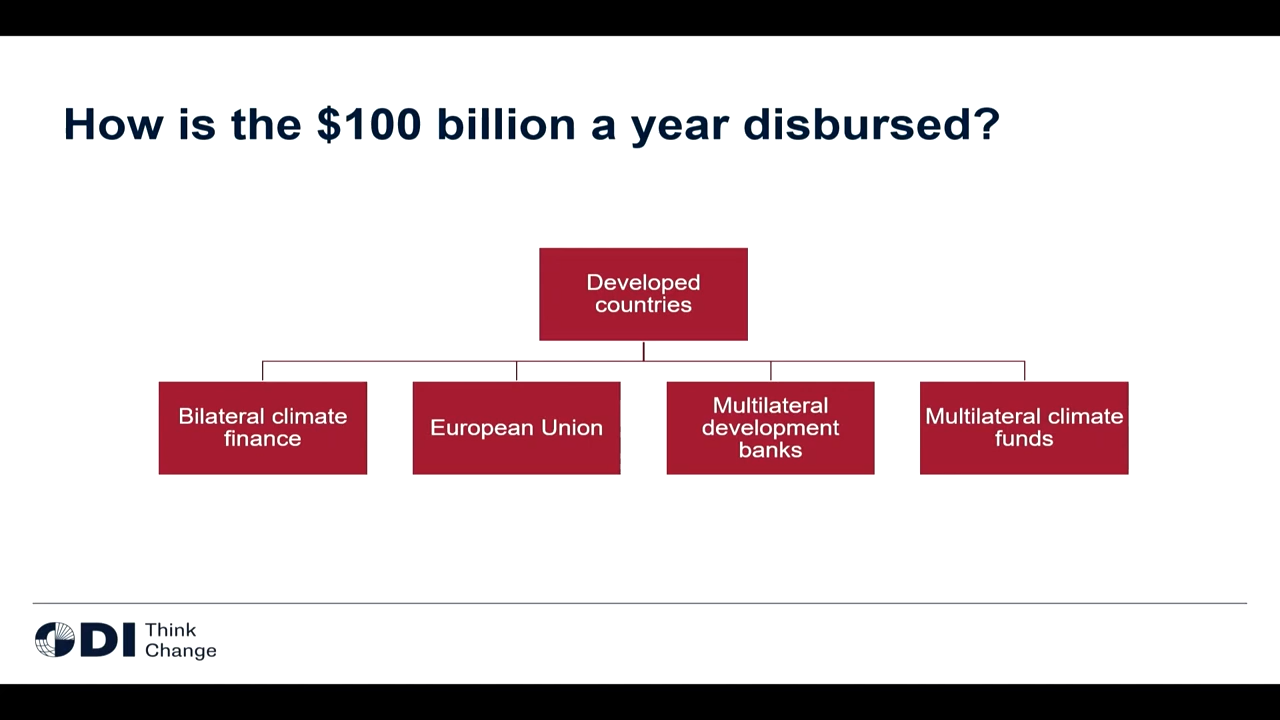 How is the $100 billion a year disbursed?
Developed
countries
Bilateral climate
finance
European Union
Multilateral
development
banks
Multilateral climate
funds
ODI Think
Change